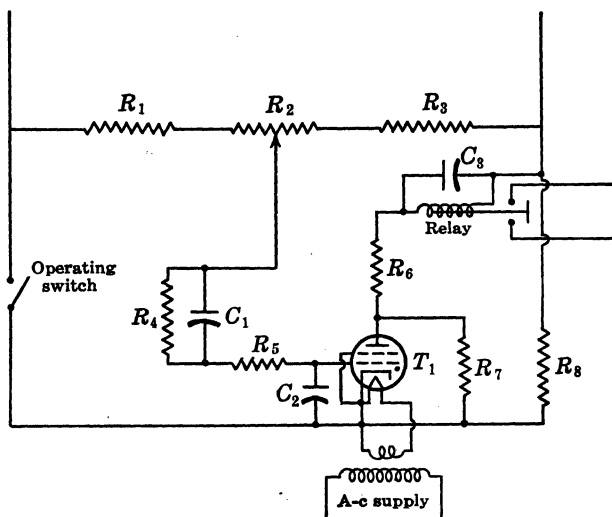 R₁
R₂
R₃
C₃
Relay
Operating
switch
R₆
R₄
C₁
R₅
T₁
R₇
R₈
C₂
A-c supply